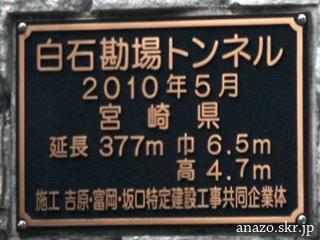 白石勘場トンネル
2010年5月
宮崎県
延長 377m 巾 6.5m
高 4.7m
施工 吉原・富岡・坂口特定建設工事共同企業体
anazo.skr.jp